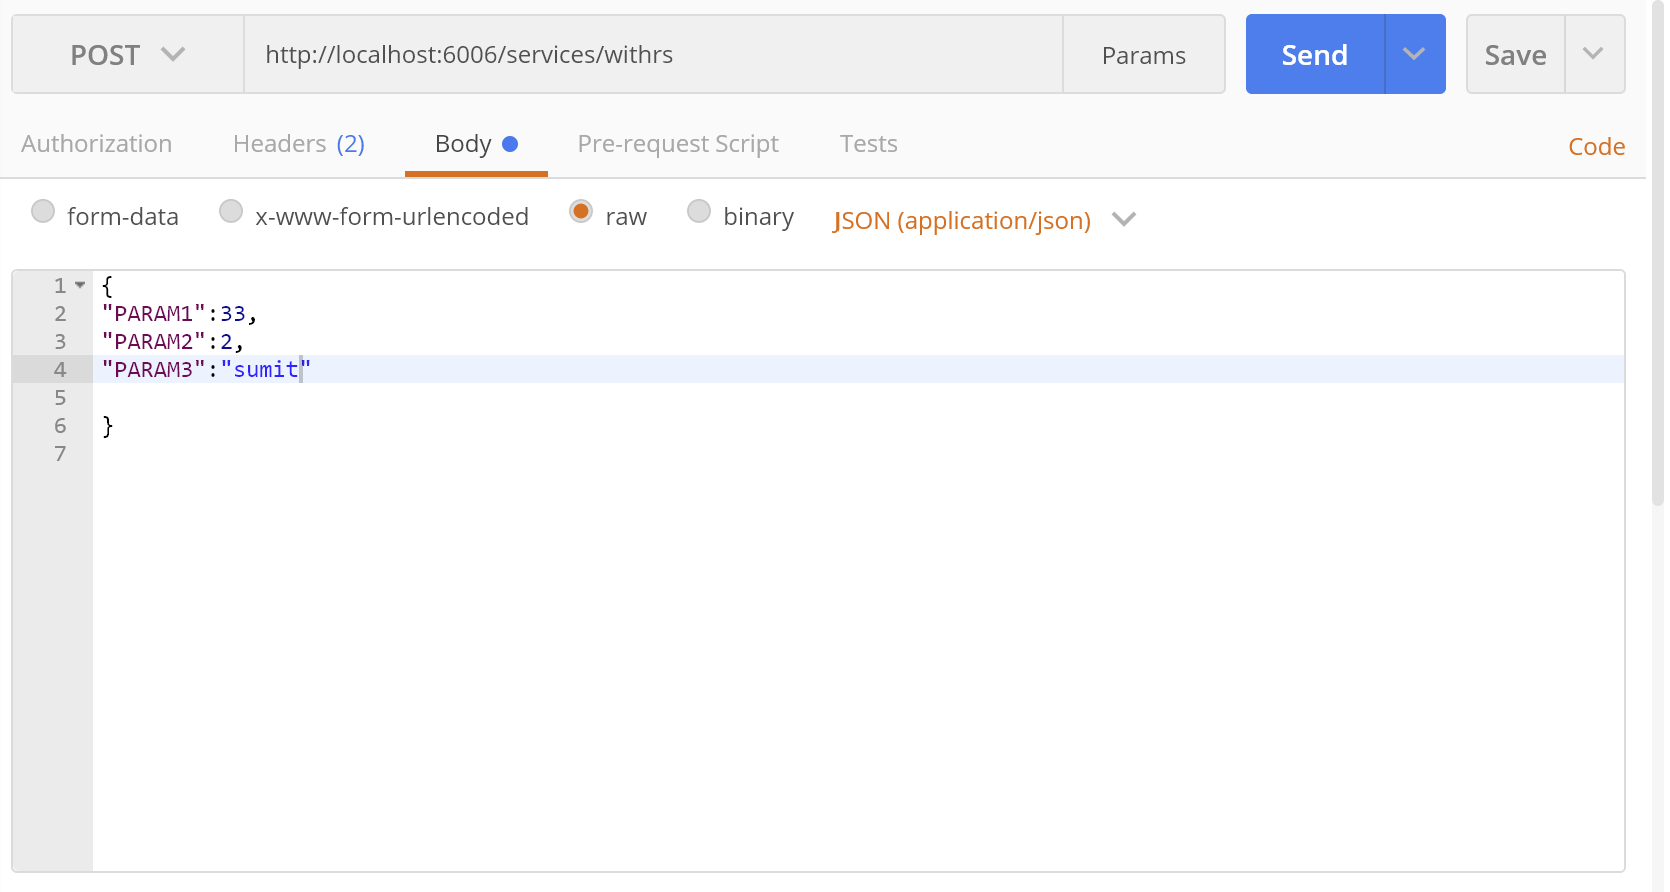 POST http://localhost:6006/services/withrs Params Send Save
Authorization Headers (2) Body Pre-request Script Tests Code
form-data x-www-form-urlencoded raw binary JSON (application/json)
1 {
2 "PARAM1":33,
3 "PARAM2":2,
4 "PARAM3":"sumit"
5
6 }
7